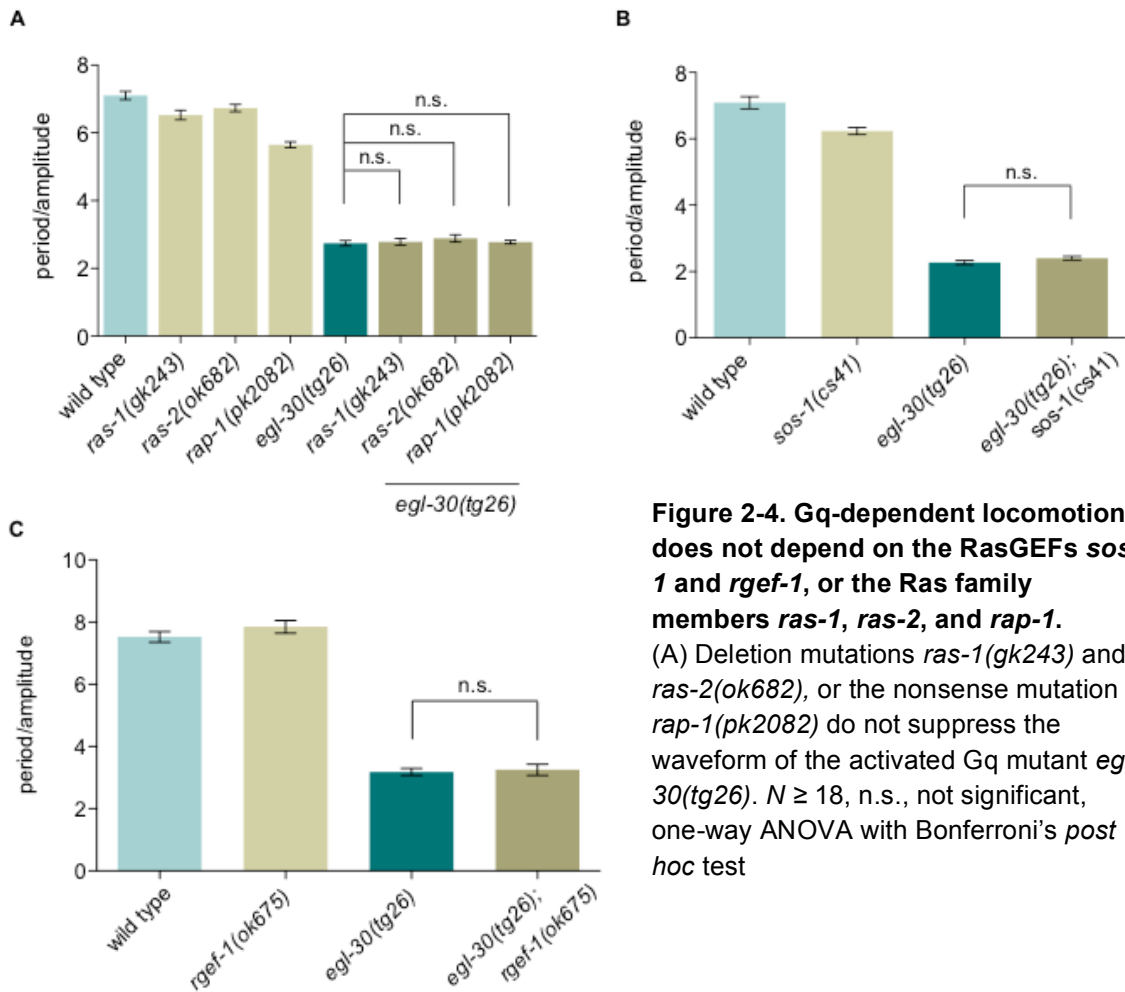 A
period/amplitude
8
6
4
2
0
n.s.
n.s.
n.s.
wild type
ras-1(gk243)
ras-2(ok682)
rap-1(pk2082)
egl-30(tg26)
ras-1(gk243)
ras-2(ok682)
rap-1(pk2082)
egl-30(tg26)
B
period/amplitude
8
6
4
2
0
n.s.
wild type
sos-1(cs41)
egl-30(tg26)
egl-30(tg26);
sos-1(cs41)
C
period/amplitude
10
8
6
4
2
0
n.s.
wild type
rgef-1(ok675)
egl-30(tg26)
egl-30(tg26);
rgef-1(ok675)
Figure 2-4. Gq-dependent locomotion
does not depend on the RasGEFs sos
1 and rgef-1, or the Ras family
members ras-1, ras-2, and rap-1.
(A) Deletion mutations ras-1(gk243) and
ras-2(ok682), or the nonsense mutation
rap-1(pk2082) do not suppress the
waveform of the activated Gq mutant eg
30(tg26). N ≥ 18, n.s., not significant,
one-way ANOVA with Bonferroni’s post
hoc test